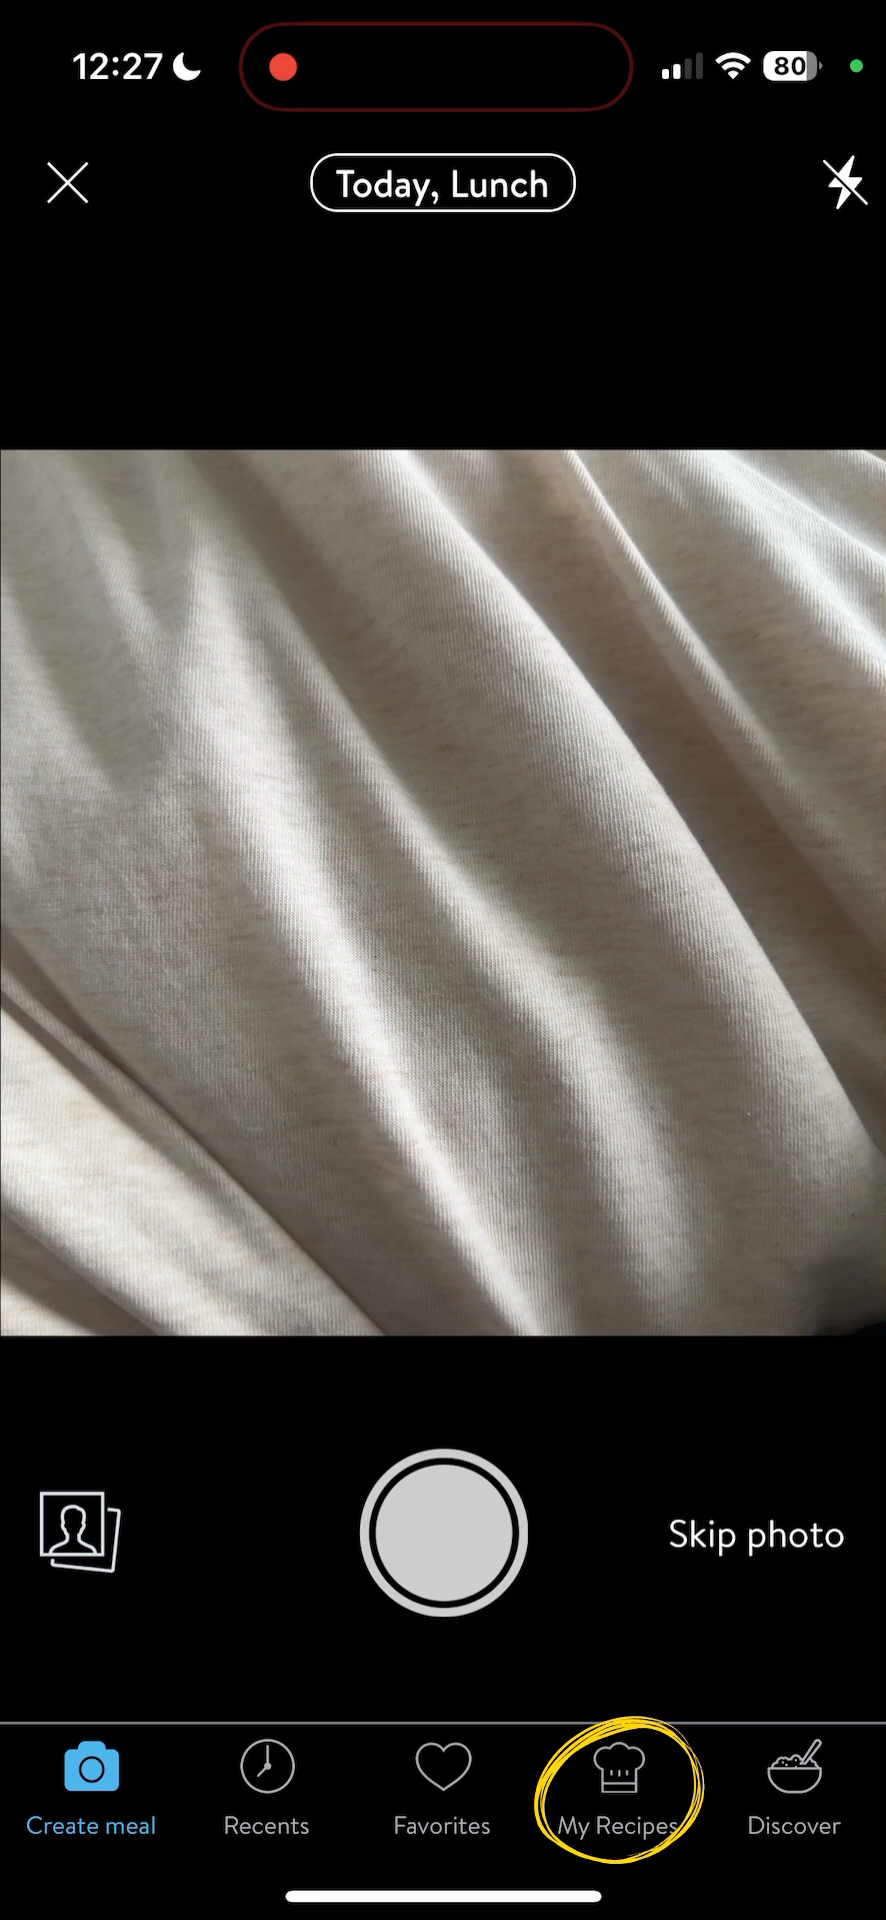 12:27
80
Today, Lunch
Skip photo
Create meal
Recents
Favorites
My Recipes
Discover